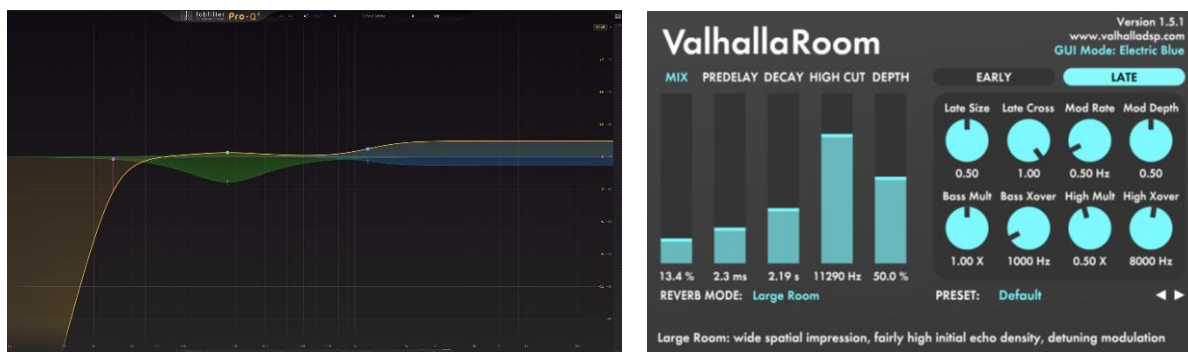 fabfilter Pro-Q³
ValhallaRoom
Version 1.5.1
www.valhalladsp.com
GUI Mode: Electric Blue
MIX PREDELAY DECAY HIGH CUT DEPTH
EARLY LATE
Late Size Late Cross Mod Rate Mod Depth
0.50 1.00 0.50 Hz 0.50
Bass Mult Bass Xover High Mult High Xover
1.00 X 1000 Hz 0.50 X 8000 Hz
13.4 % 2.3 ms 2.19 s 11290 Hz 50.0 %
REVERB MODE: Large Room
PRESET: Default
Large Room: wide spatial impression, fairly high initial echo density, detuning modulation